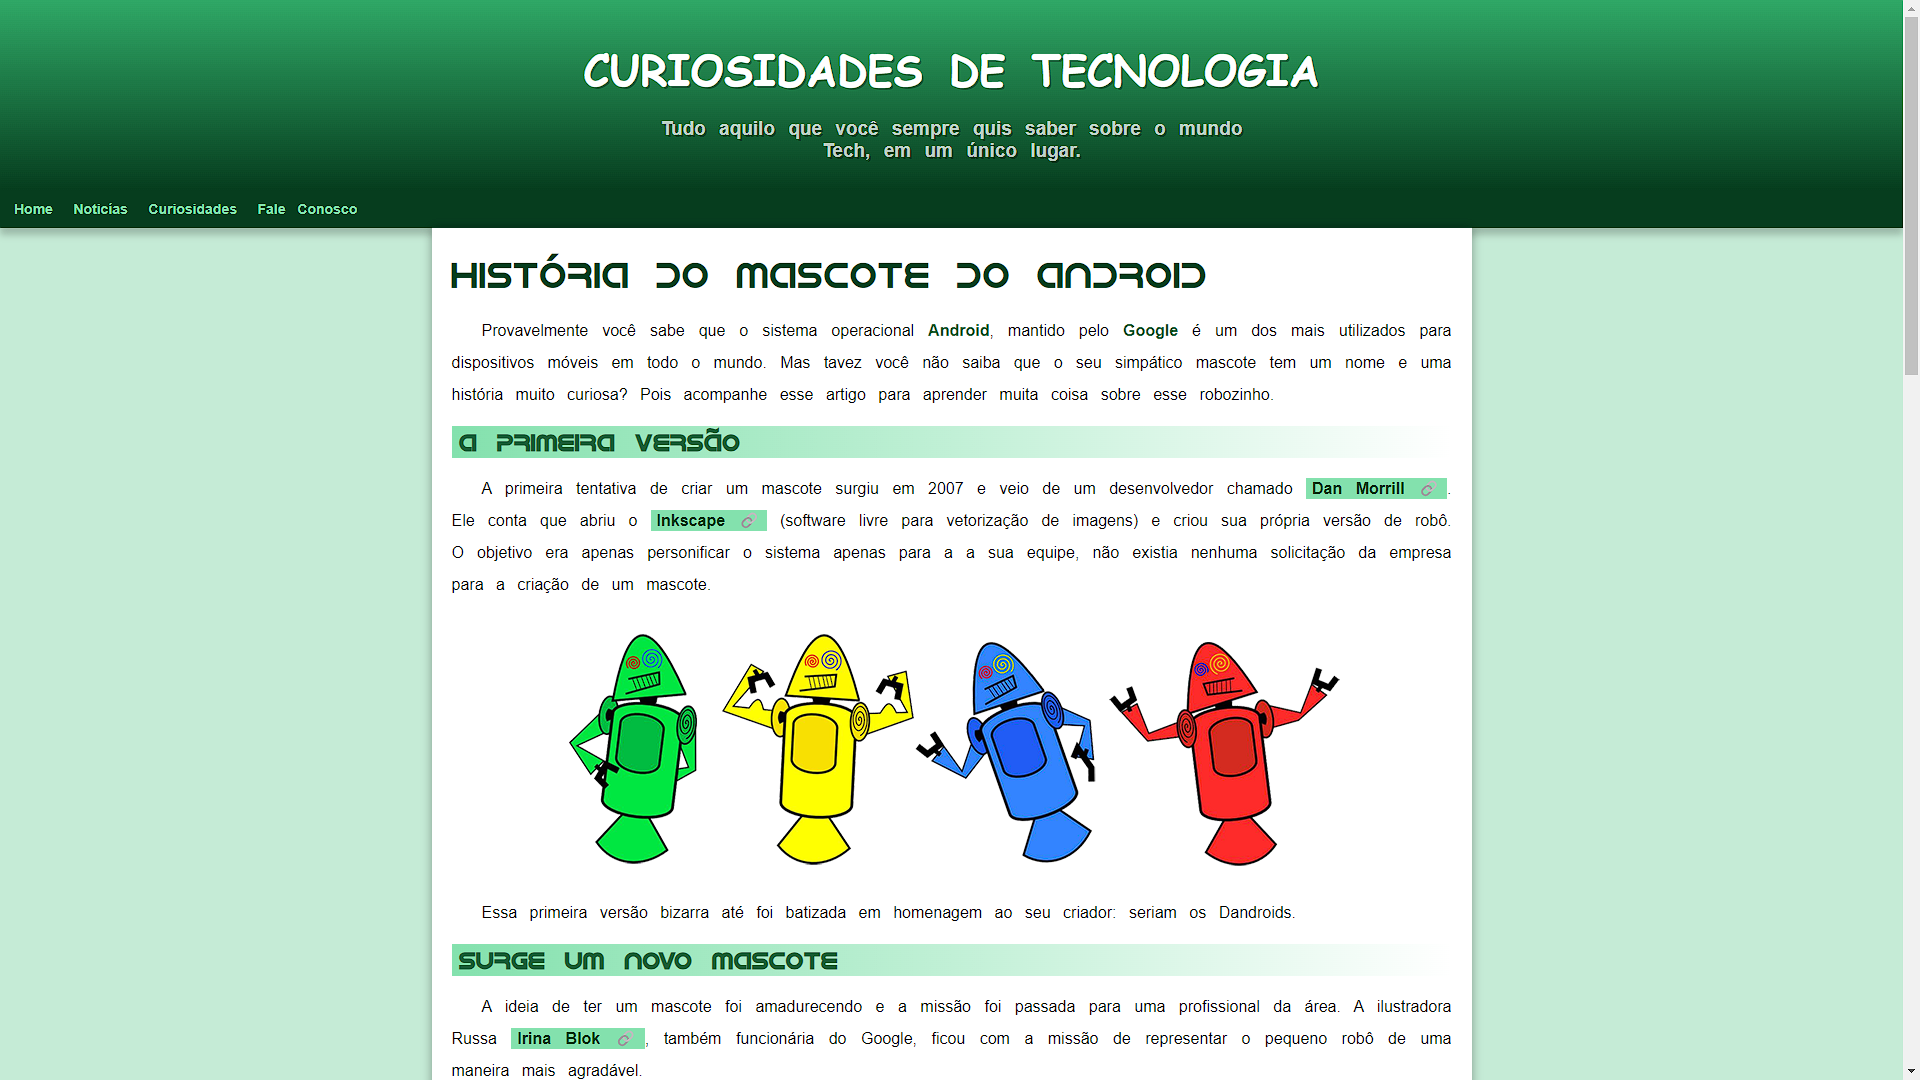 CURIOSIDADES DE TECNOLOGIA
Tudo aquilo que você sempre quis saber sobre o mundo
Tech, em um único lugar.
Home Noticías Curiosidades Fale Conosco
HISTÓRIA DO MASCOTE DO ANDROID
Provavelmente você sabe que o sistema operacional Android, mantido pelo Google é um dos mais utilizados para
dispositivos móveis em todo o mundo. Mas tavez você não saiba que o seu simpático mascote tem um nome e uma
história muito curiosa? Pois acompanhe esse artigo para aprender muita coisa sobre esse robozinho.
A PRIMEIRA VERSÃO
A primeira tentativa de criar um mascote surgiu em 2007 e veio de um desenvolvedor chamado Dan Morrill.
Ele conta que abriu o Inkscape (software livre para vetorização de imagens) e criou sua própria versão de robô.
O objetivo era apenas personificar o sistema apenas para a a sua equipe, não existia nenhuma solicitação da empresa
para a criação de um mascote.
Essa primeira versão bizarra até foi batizada em homenagem ao seu criador: seriam os Dandroids.
SURGE UM NOVO MASCOTE
A ideia de ter um mascote foi amadurecendo e a missão foi passada para uma profissional da área. A ilustradora
Russa Irina Blok, também funcionária do Google, ficou com a missão de representar o pequeno robô de uma
maneira mais agradável.